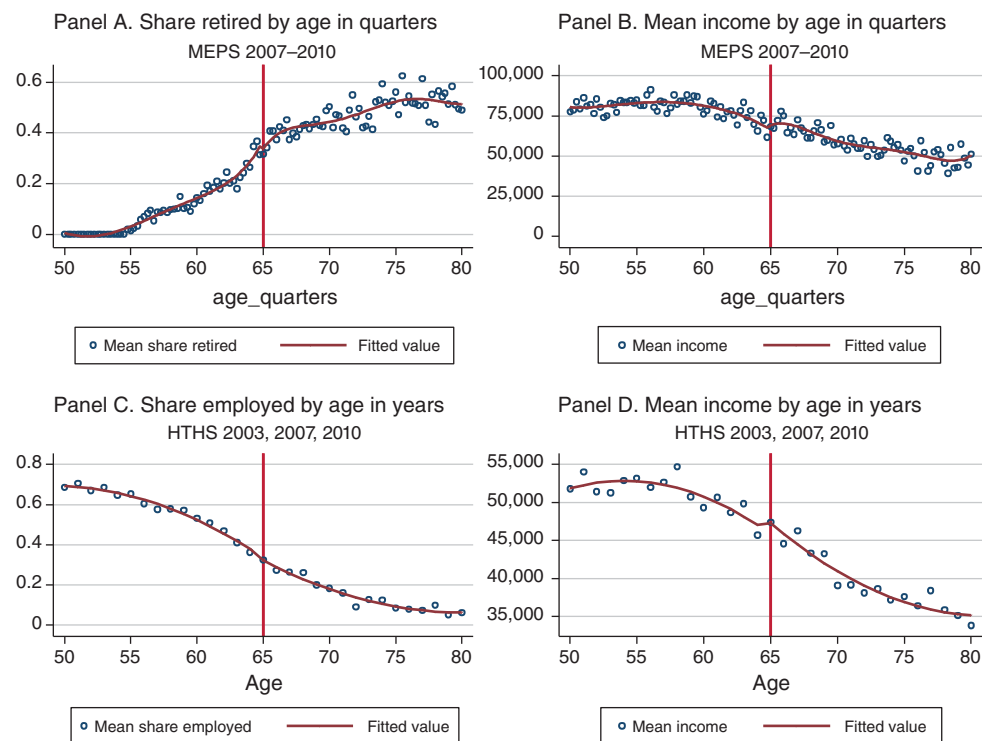 Panel A. Share retired by age in quarters
MEPS 2007–2010
0.6
0.4
0.2
0
50 55 60 65 70 75 80
age_quarters
Mean share retired Fitted value
Panel B. Mean income by age in quarters
MEPS 2007–2010
100,000
75,000
50,000
25,000
0
50 55 60 65 70 75 80
age_quarters
Mean income Fitted value
Panel C. Share employed by age in years
HTHS 2003, 2007, 2010
0.8
0.6
0.4
0.2
0
50 55 60 65 70 75 80
Age
Mean share employed Fitted value
Panel D. Mean income by age in years
HTHS 2003, 2007, 2010
55,000
50,000
45,000
40,000
35,000
50 55 60 65 70 75 80
Age
Mean income Fitted value